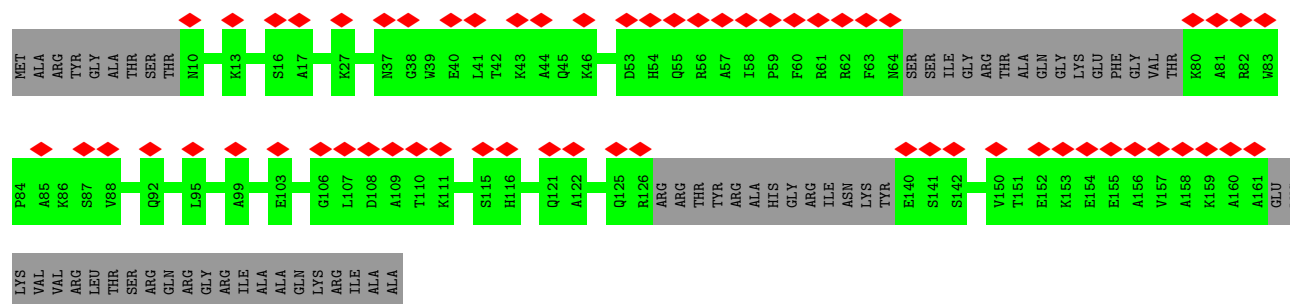 MET ALA ARG TYR GLY ALA THR SER THR N10 K13 S16 A17 K27 N37 G38 W39 E40 L41 T42 K43 A44 Q45 K46 D53 H54 Q55 R56 A57 I58 P59 F60 R61 R62 F63 N64 SER SER ILE GLY ARG THR ALA GLN GLY LYS GLU PHE GLY VAL THR K80 A81 R82 W83
P84 A85 K86 S87 V88 Q92 L95 A99 E103 G106 L107 D108 A109 T110 K111 S115 H116 Q121 A122 Q125 R126 ARG ARG THR TYR ARG ALA HIS GLY ARG ILE ASN LYS TYR E140 S141 S142 V150 T151 E152 K153 E154 E155 A156 V157 A158 K159 A160 A161 GLU
LYS VAL VAL ARG LEU THR SER ARG GLN ARG GLY ARG ILE ALA ALA GLN LYS ARG ILE ALA ALA